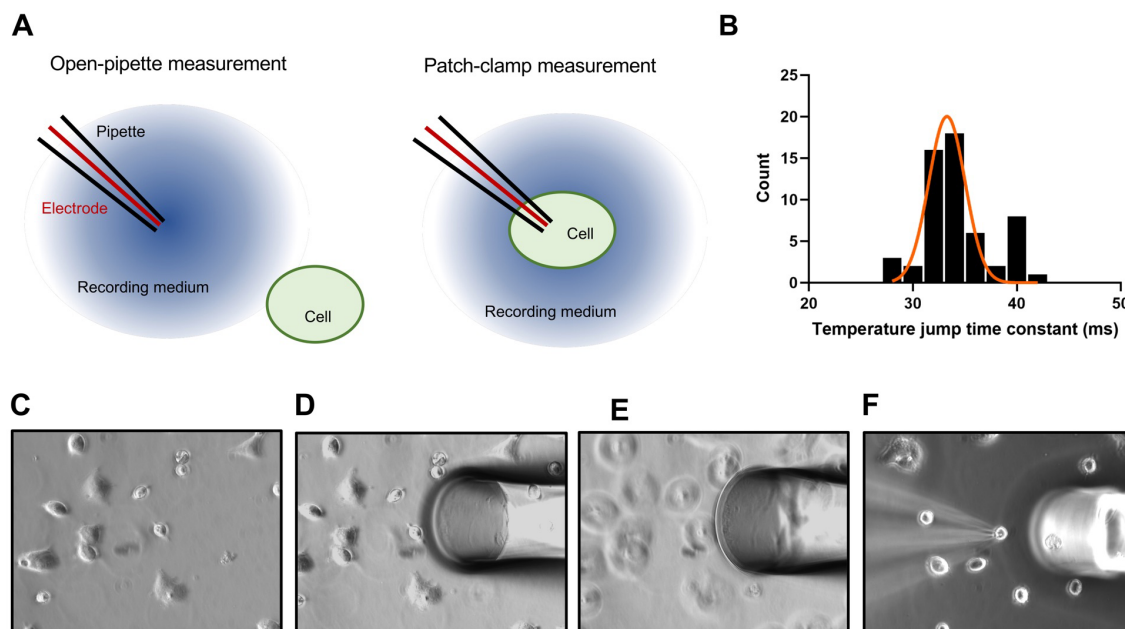 A
Open-pipette measurement
Pipette
Electrode
Recording medium
Cell
Patch-clamp measurement
Cell
Recording medium
B
25
20
15
10
5
0
Count
20 30 40 50
Temperature jump time constant (ms)
C
D
E
F